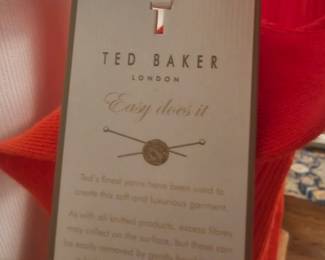 T
TED BAKER
LONDON
Easy does it
Ted's finest yarns have been used to
create this soft and luxurious garment.
As with all knitted products, excess fibres
may collect on the surface, but these can
be easily removed by gentle